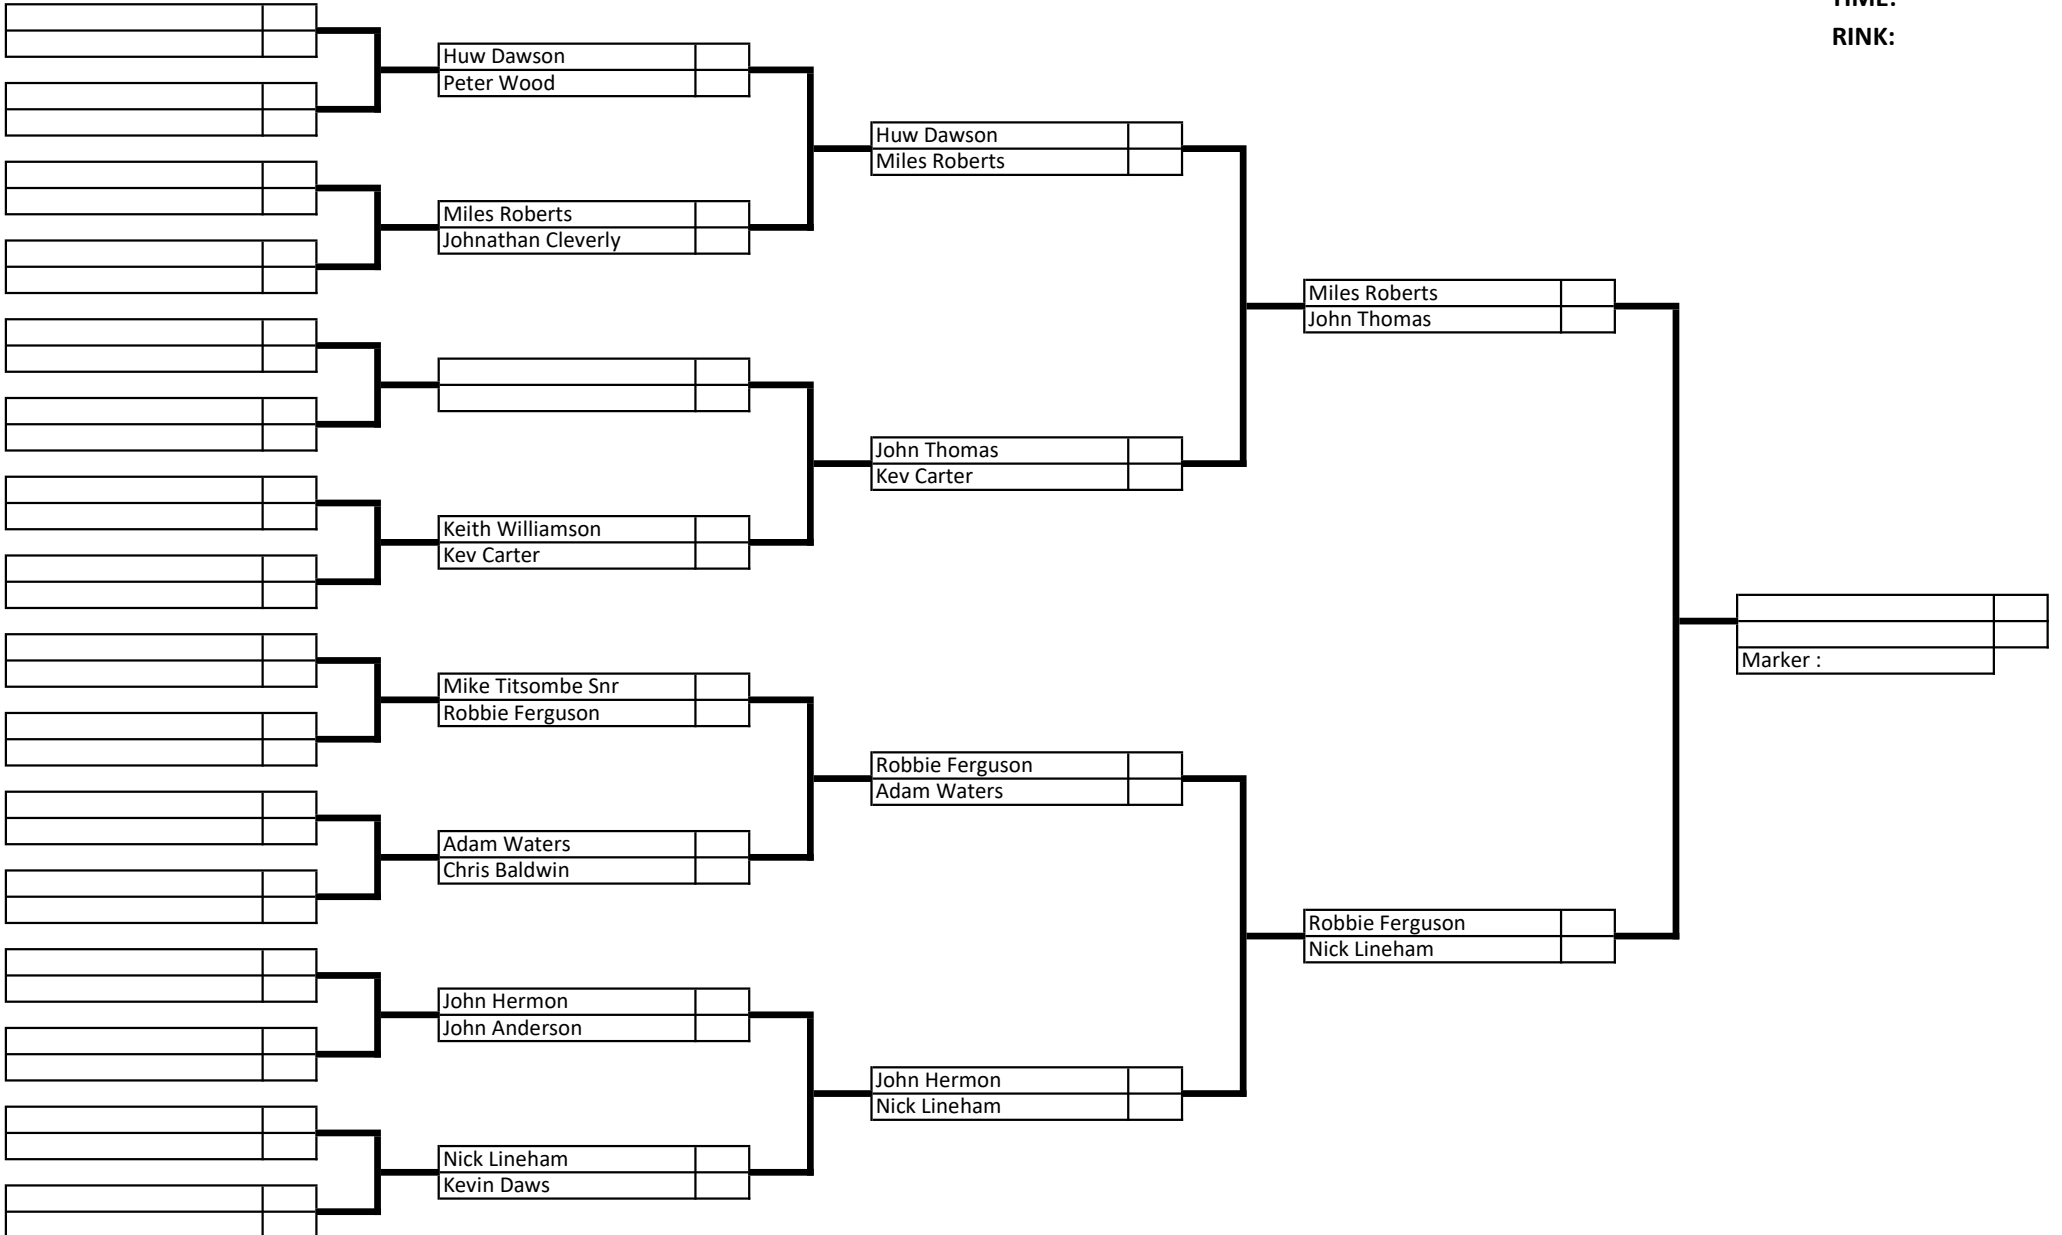 TIME:
RINK:
Huw Dawson
Peter Wood
Miles Roberts
Johnathan Cleverly
Keith Williamson
Kev Carter
Mike Titsombe Snr
Robbie Ferguson
Adam Waters
Chris Baldwin
John Hermon
John Anderson
Nick Lineham
Kevin Daws
Huw Dawson
Miles Roberts
John Thomas
Kev Carter
Robbie Ferguson
Adam Waters
John Hermon
Nick Lineham
Miles Roberts
John Thomas
Robbie Ferguson
Nick Lineham
Marker :